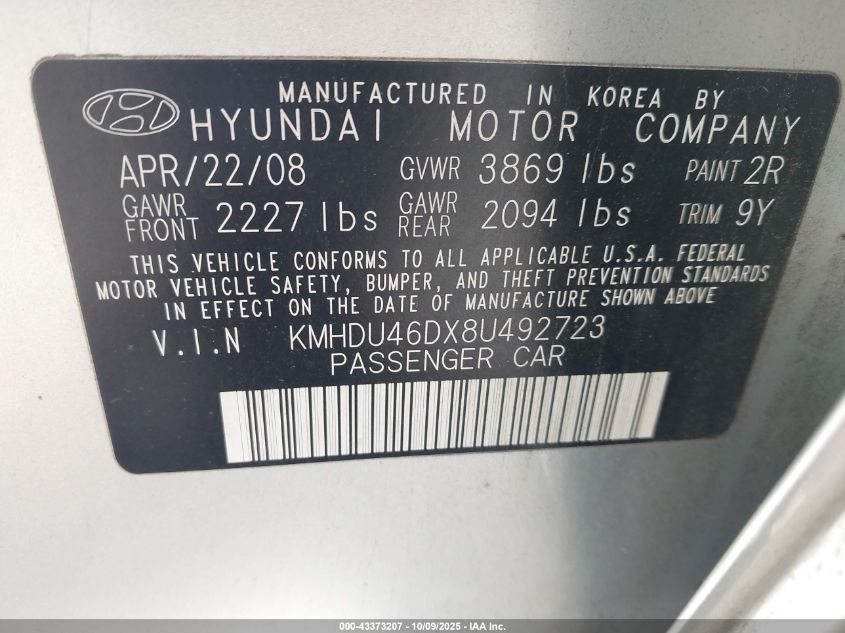 MANUFACTURED IN KOREA BY
HYUNDAI MOTOR COMPANY
APR/22/08 GVWR 3869 lbs PAINT 2R
GAWR FRONT 2227 lbs GAWR REAR 2094 lbs TRIM 9Y
THIS VEHICLE CONFORMS TO ALL APPLICABLE U.S.A. FEDERAL
MOTOR VEHICLE SAFETY, BUMPER, AND THEFT PREVENTION STANDARDS
IN EFFECT ON THE DATE OF MANUFACTURE SHOWN ABOVE
V.I.N KMHDU46DX8U492723
PASSENGER CAR
000-43373207 - 10/09/2025 - IAA Inc.